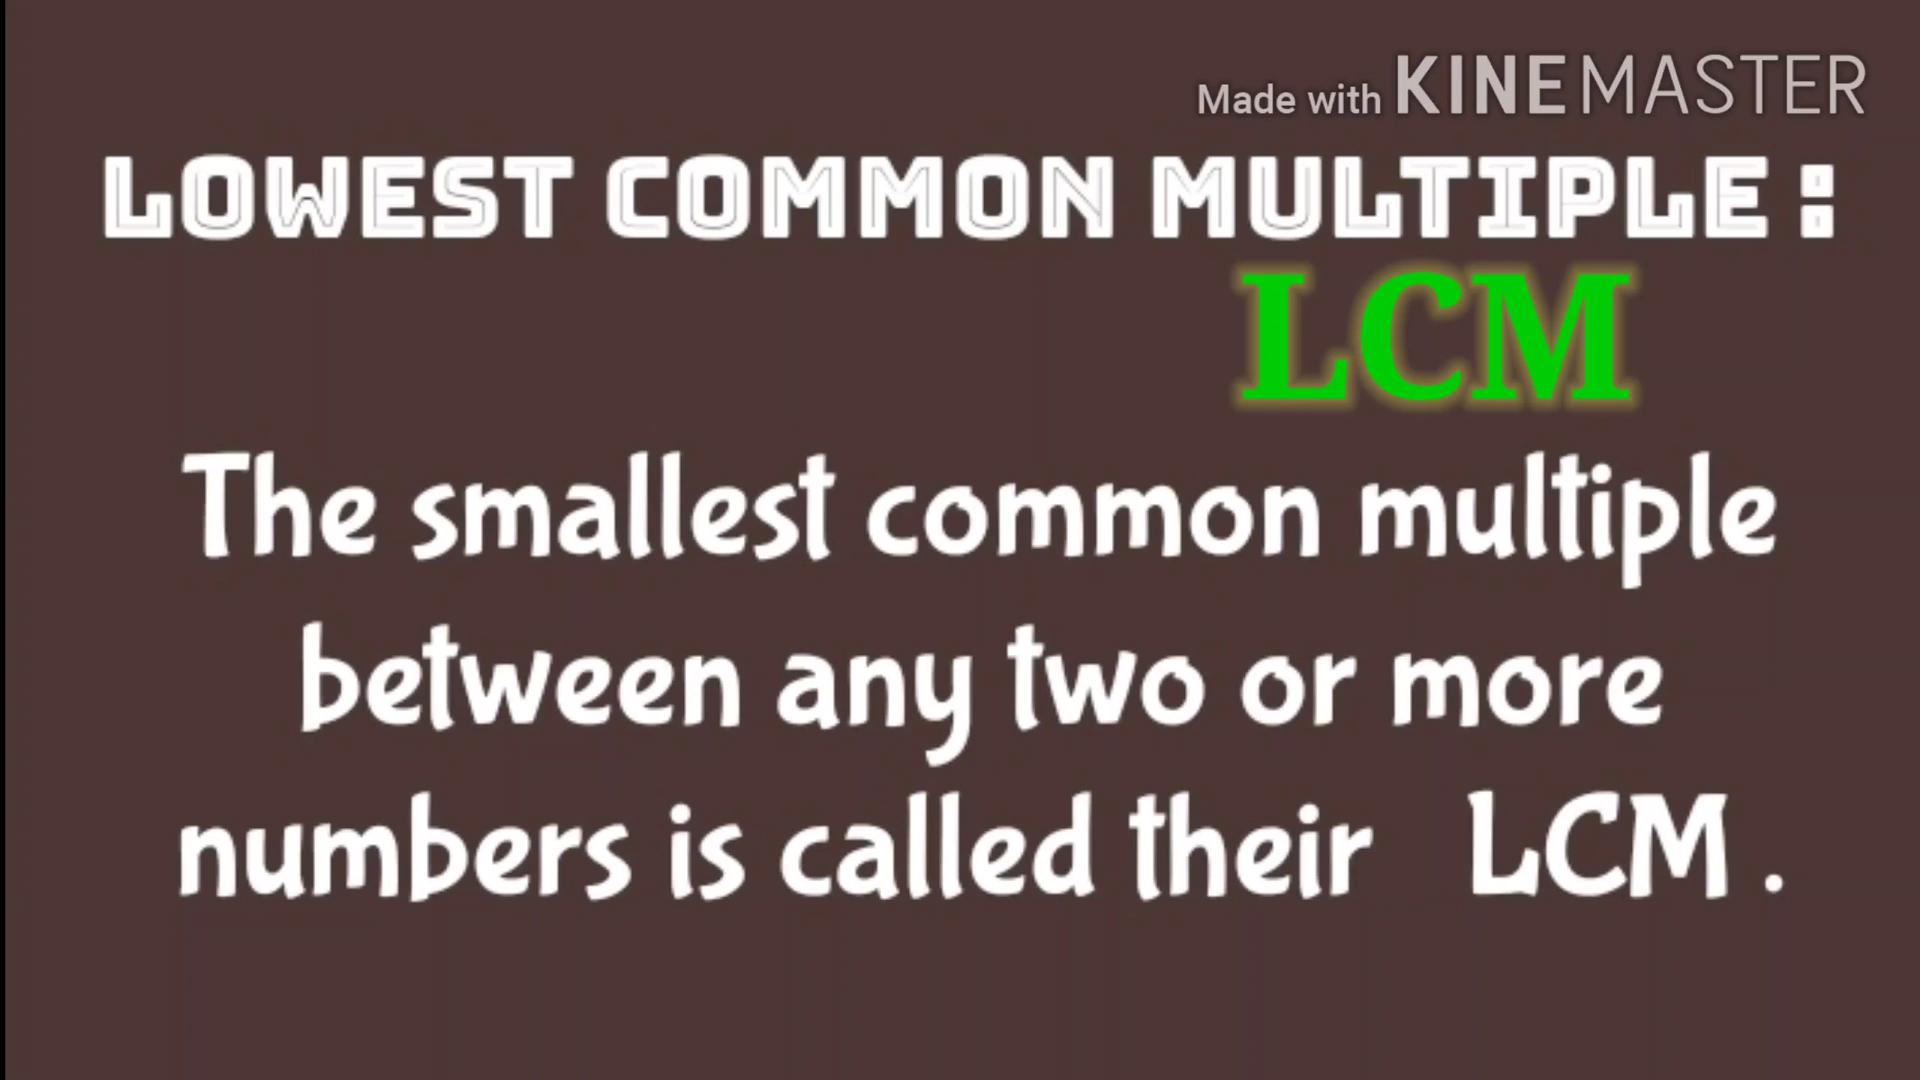 Made with KINEMASTER
LOWEST COMMON MULTIPLE :
LCM
The smallest common multiple
between any two or more
numbers is called their LCM .